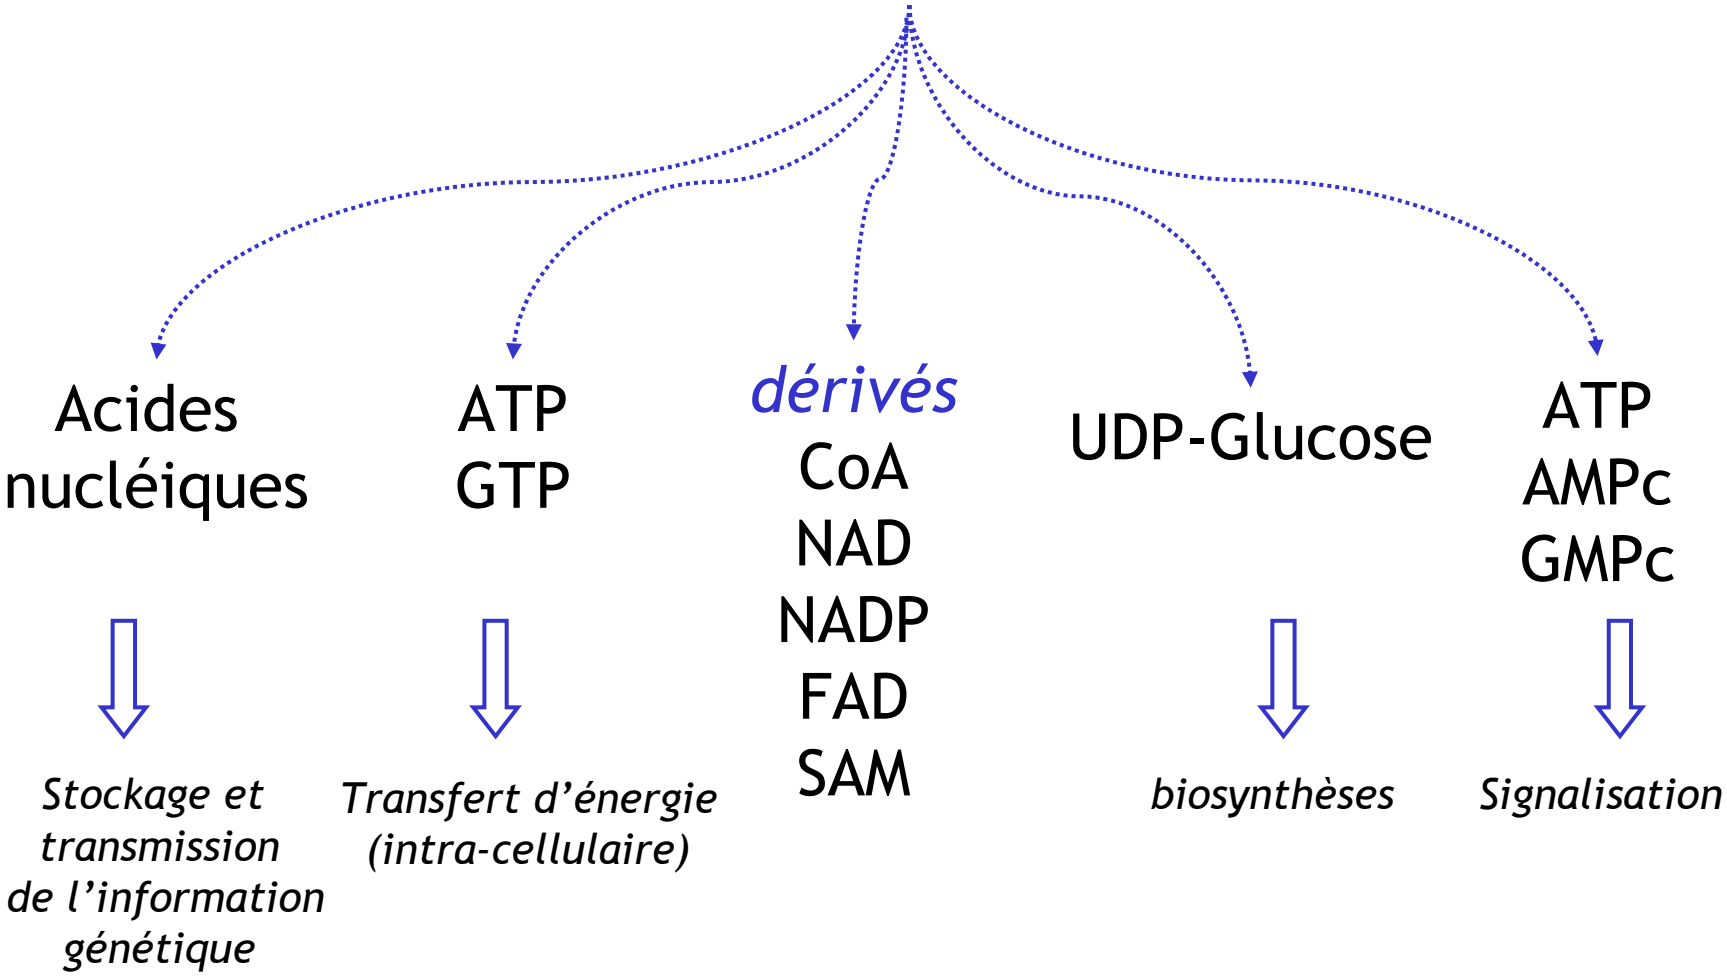 Acides
nucléiques
ATP
GTP
dérivés
CoA
NAD
NADP
FAD
SAM
UDP-Glucose
ATP
AMPc
GMPc
Stockage et
transmission
de l’information
génétique
Transfert d’énergie
(intra-cellulaire)
biosynthèses
Signalisation